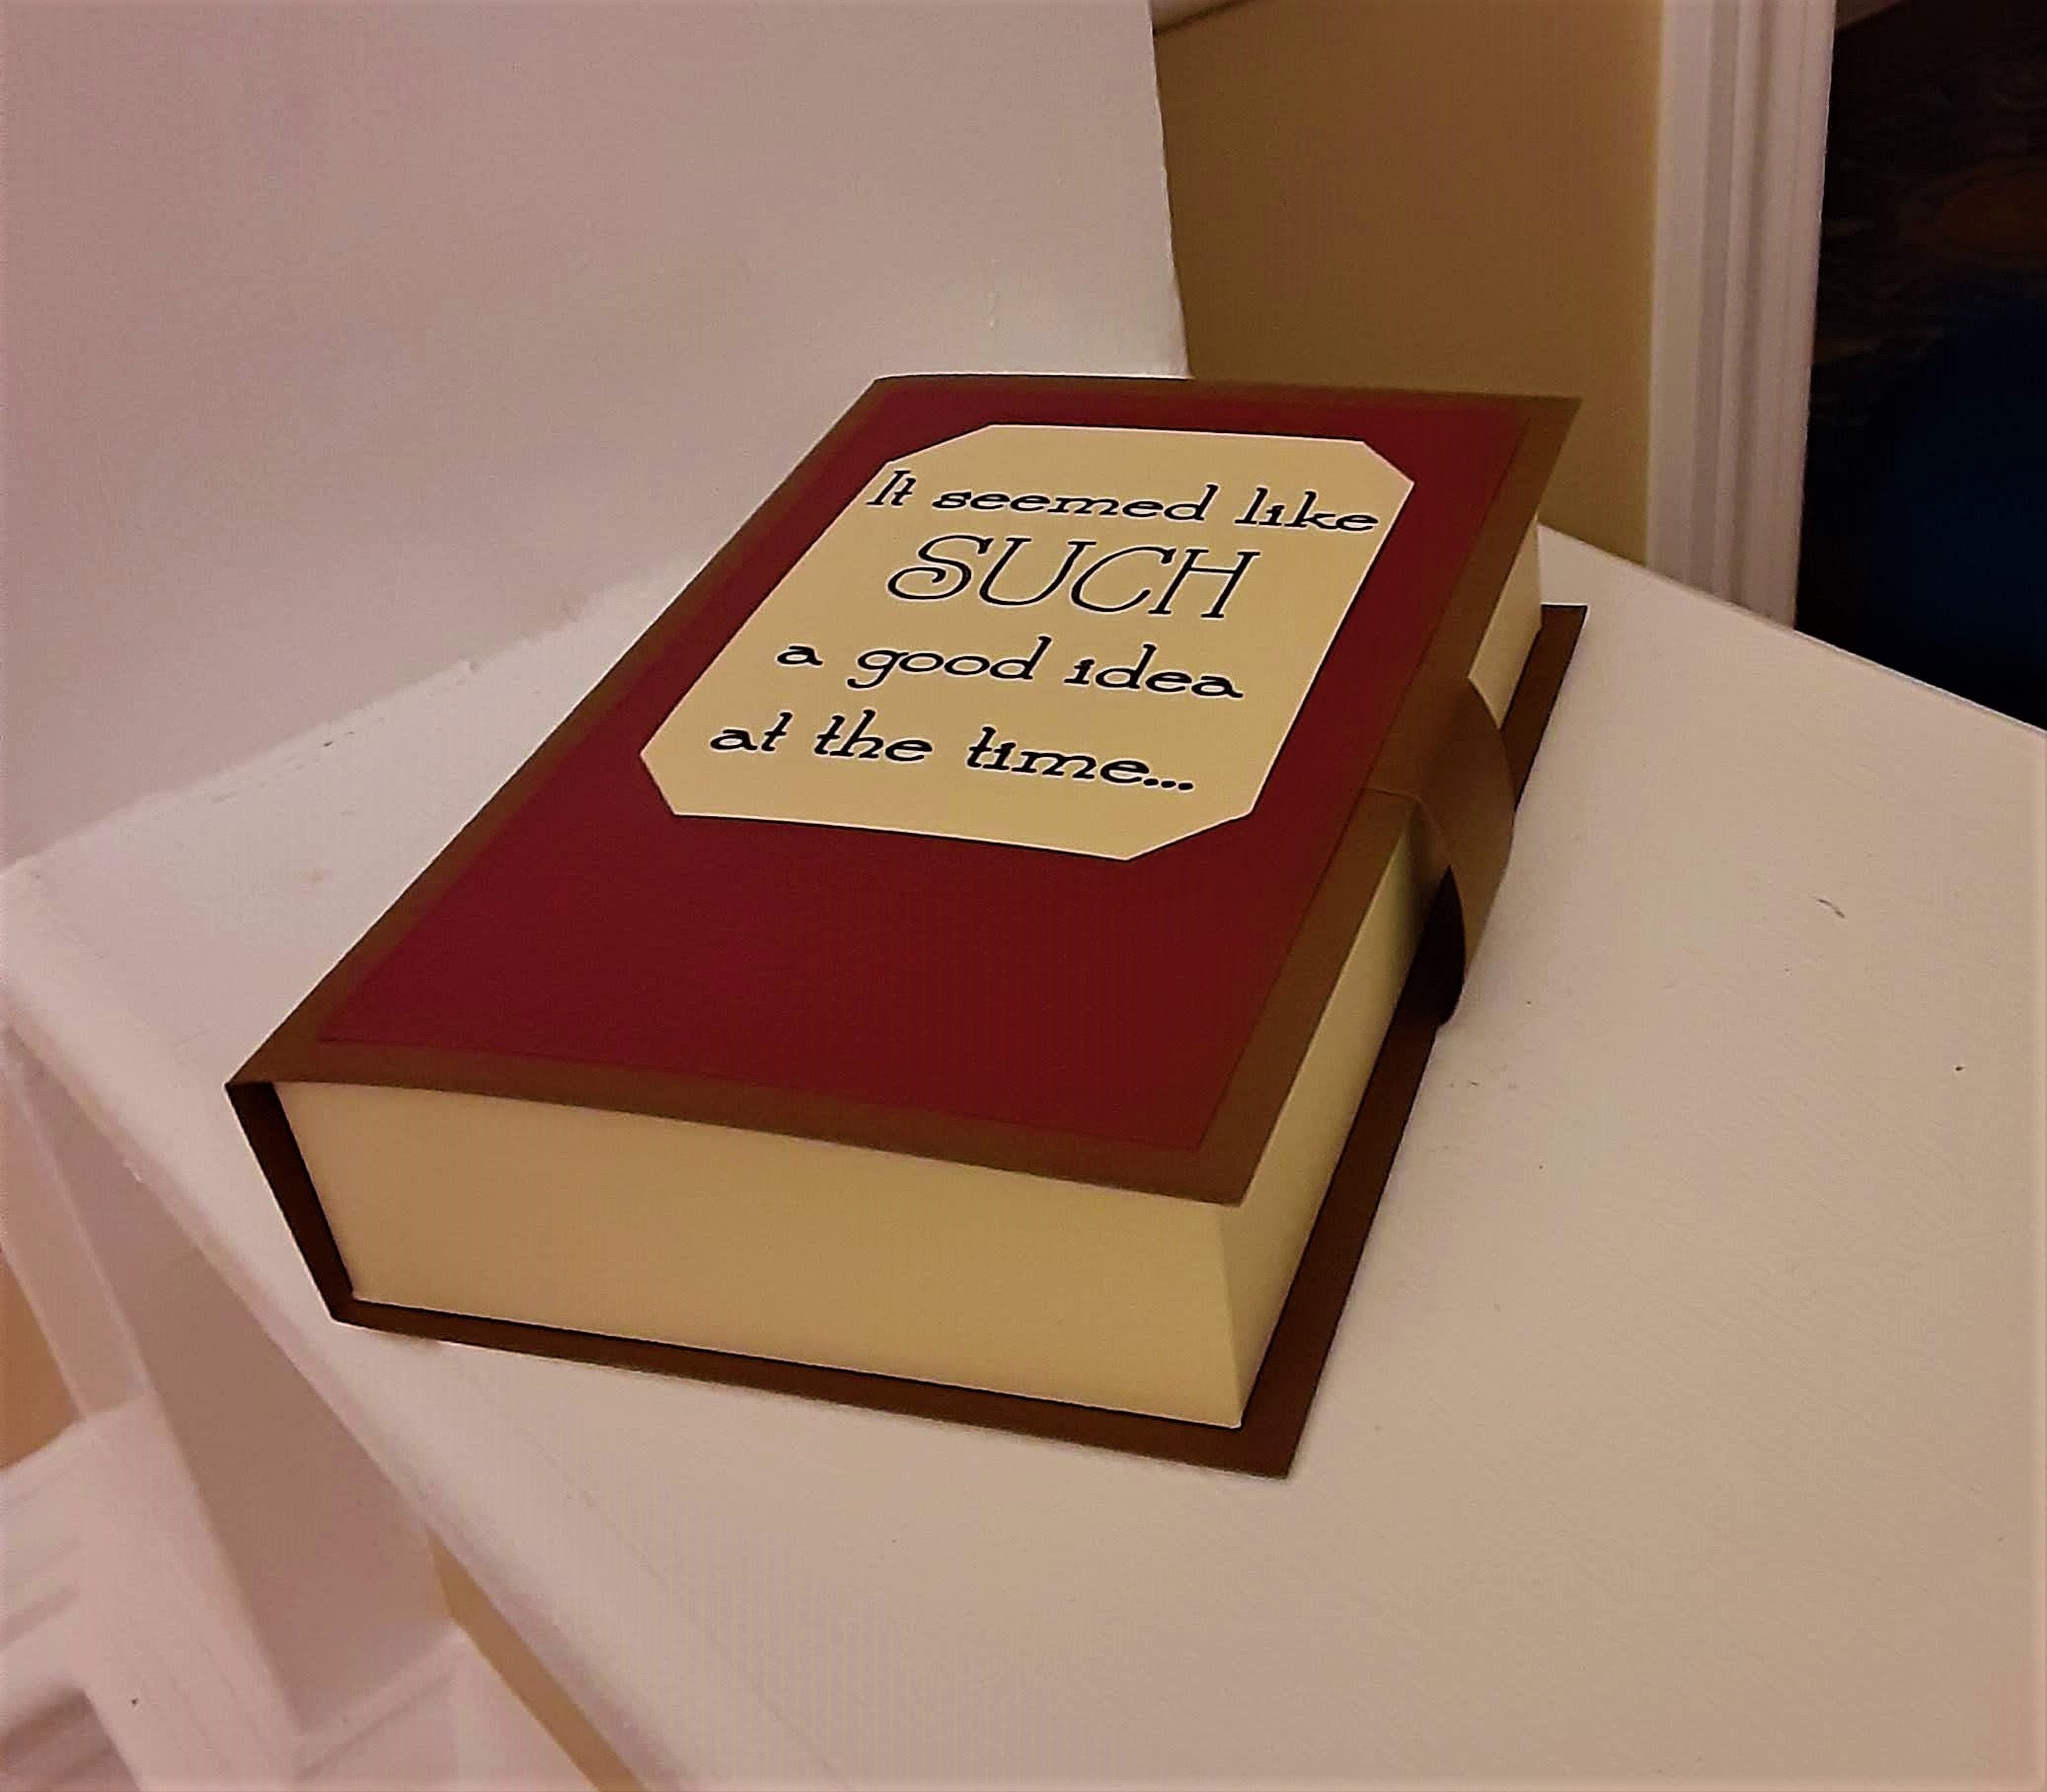 It seemed like
SUCH
a good idea
at the time...